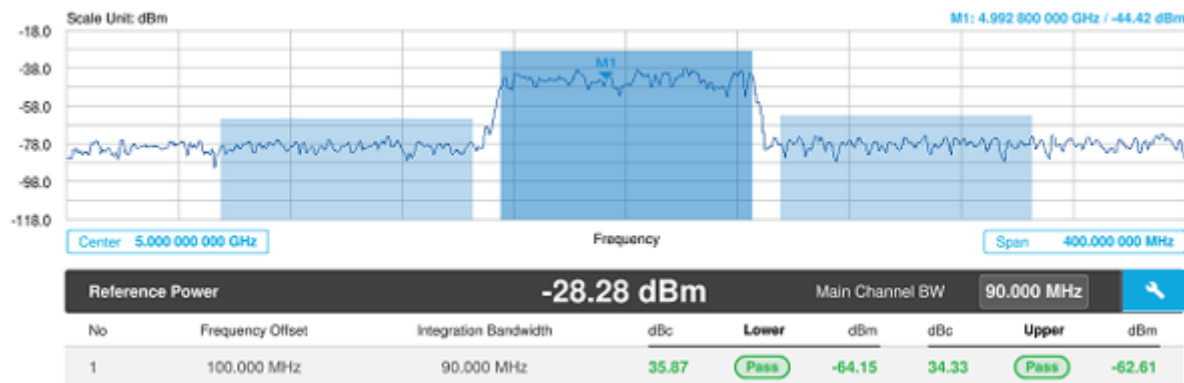 Scale Unit: dBm M1: 4.992 800 000 GHz / -44.42 dBm
-18.0
-38.0
M1
-58.0
-78.0
-98.0
-118.0
Center 5.000 000 000 GHz Frequency Span 400.000 000 MHz
Reference Power -28.28 dBm Main Channel BW 90.000 MHz
No Frequency Offset Integration Bandwidth dBc Lower dBm dBc Upper dBm
1 100.000 MHz 90.000 MHz 35.87 Pass -64.15 34.33 Pass -62.61